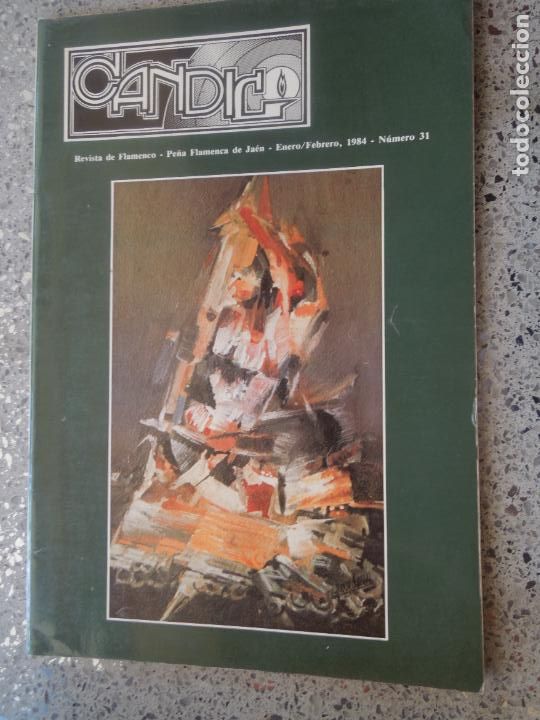 CANDIL
Revista de Flamenco - Peña Flamenca de Jaén - Enero/Febrero, 1984 - Número 31
todocoleccion